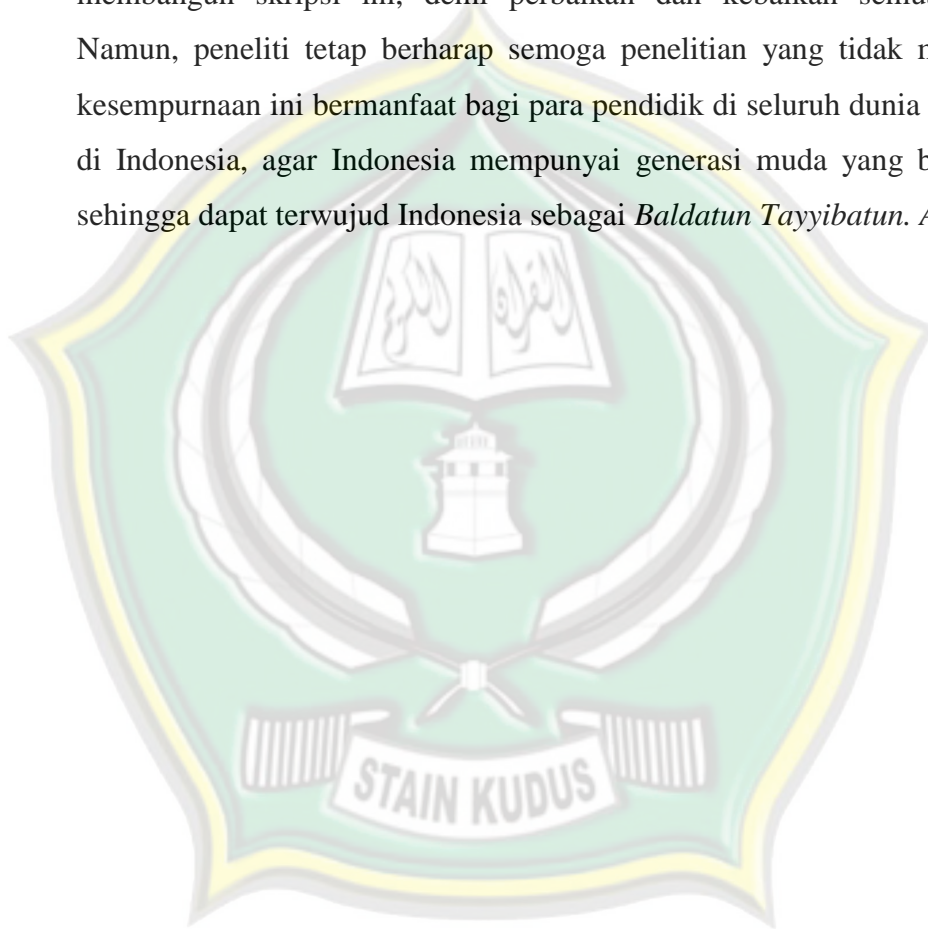 membangun skripsi ini, demi perbaikan dan kebaikan
Namun, peneliti tetap berharap semoga penelitian yang tidak
kesempurnaan ini bermanfaat bagi para pendidik di seluruh dunia
di Indonesia, agar Indonesia mempunyai generasi muda yang
sehingga dapat terwujud Indonesia sebagai Baldatun Tayyibatun.
القرآن الكريم
STAIN KUDUS